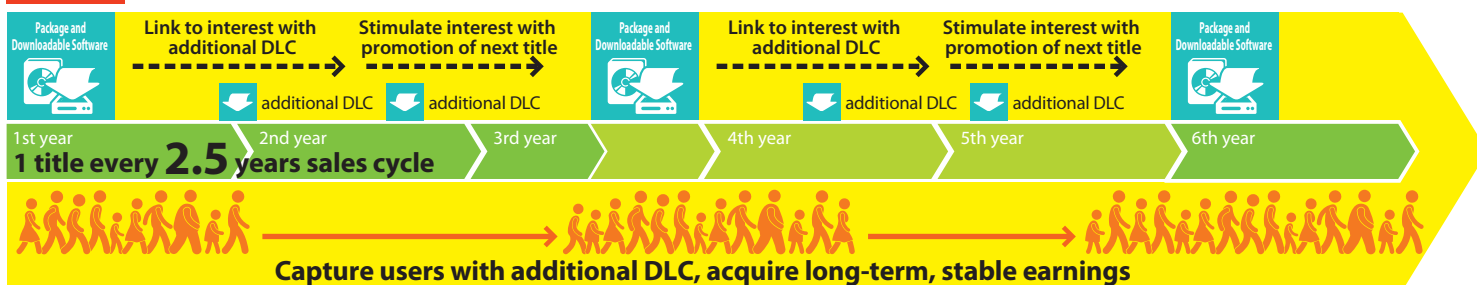 Package and
Downloadable Software
Link to interest with
additional DLC
Stimulate interest with
promotion of next title
Package and
Downloadable Software
Link to interest with
additional DLC
Stimulate interest with
promotion of next title
Package and
Downloadable Software
additional DLC
additional DLC
additional DLC
additional DLC
1st year
2nd year
3rd year
4th year
5th year
6th year
1 title every 2.5 years sales cycle
Capture users with additional DLC, acquire long-term, stable earnings